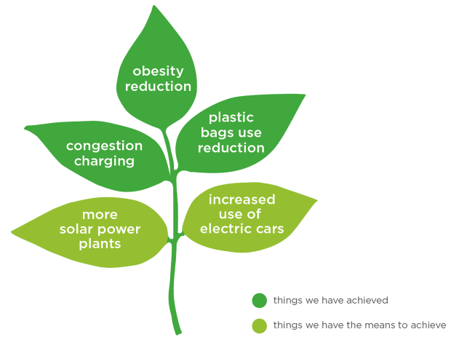 obesity
reduction
plastic
bags use
reduction
congestion
charging
increased
use of
electric cars
more
solar power
plants
things we have achieved
things we have the means to achieve